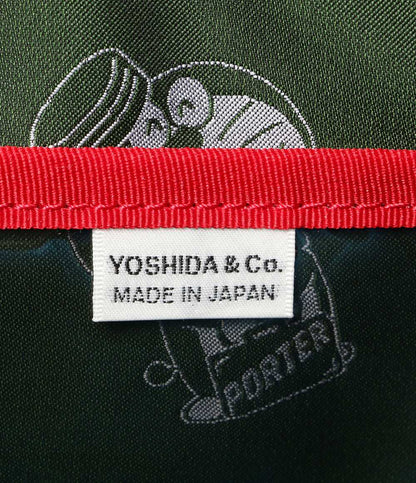 YOSHIDA & Co.
MADE IN JAPAN
PORTER